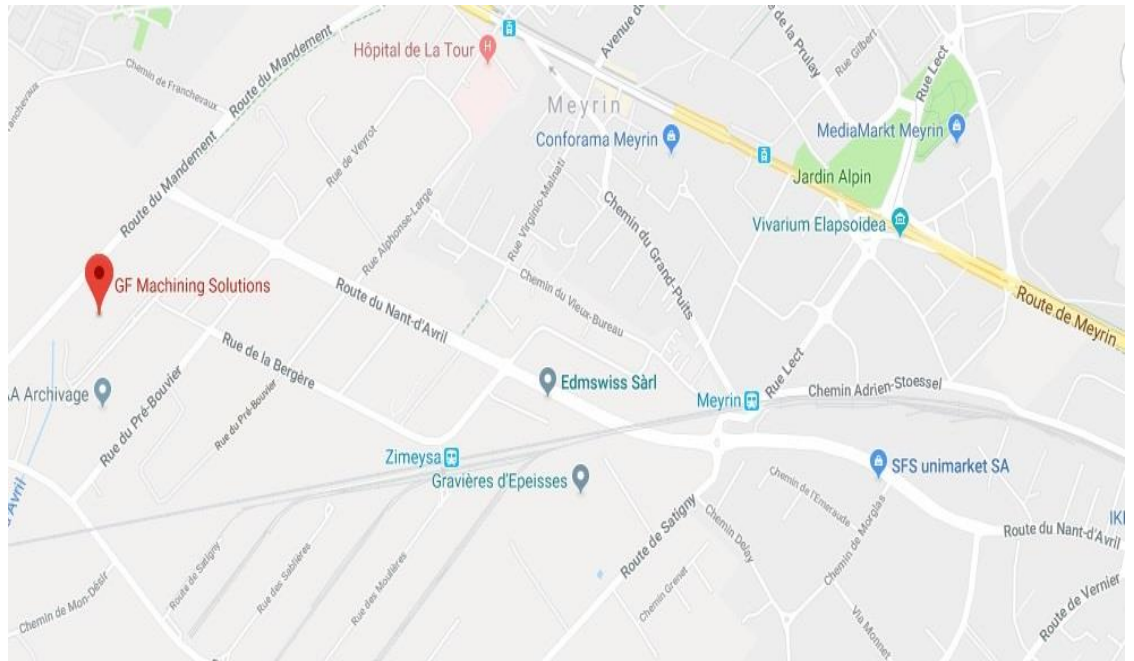 Hôpital de La Tour
H
Route du Mandement
Chemin de Franchevaux
Franchevaux
Avenue de
de la Prulay
Rue Gilbert
Rue Lect
Meyrin
Conforama Meyrin
MediaMarkt Meyrin
Jardin Alpin
Rue de Veyrot
Route du Mandement
Rue Virginio-Malnati
Rue Alphonse-Large
Chemin du Grand-Puits
Vivarium Elapsoidea
GF Machining Solutions
Route du Nant-d'Avril
Chemin du Vieux-Bureau
Route de Meyrin
Rue de la Bergère
Edmswiss Sàrl
Rue Lect
Chemin Adrien-Stoessel
Meyrin
AA Archivage
Rue du Pré-Bouvier
Rue du Pré-Bouvier
Zimeysa
Gravières d'Epeisses
SFS unimarket SA
Chemin de l'Emeraude
Chemin de Morglas
d'Avril
IKE
Route du Nant-d'Avril
Route de Satigny
Chemin Delay
Route de Satigny
Rue des Sablières
Rue des Moulières
Chemin Grenet
Chemin de Mon-Désir
Via Monnet
Route de Vernier